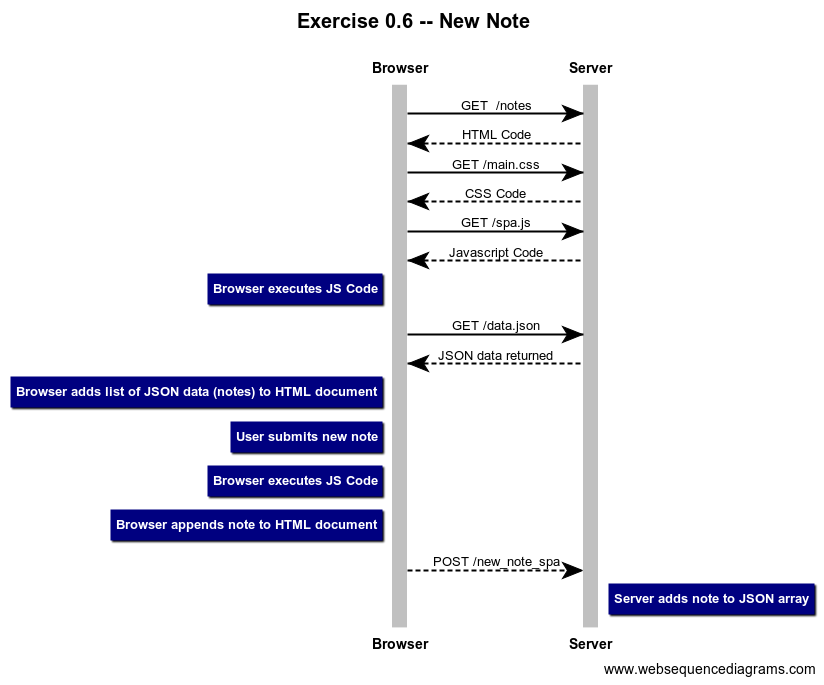 Exercise 0.6 -- New Note
Browser Server
GET /notes
HTML Code
GET /main.css
CSS Code
GET /spa.js
Javascript Code
Browser executes JS Code
GET /data.json
JSON data returned
Browser adds list of JSON data (notes) to HTML document
User submits new note
Browser executes JS Code
Browser appends note to HTML document
POST /new_note_spa
Server adds note to JSON array
Browser Server
www.websequencediagrams.com